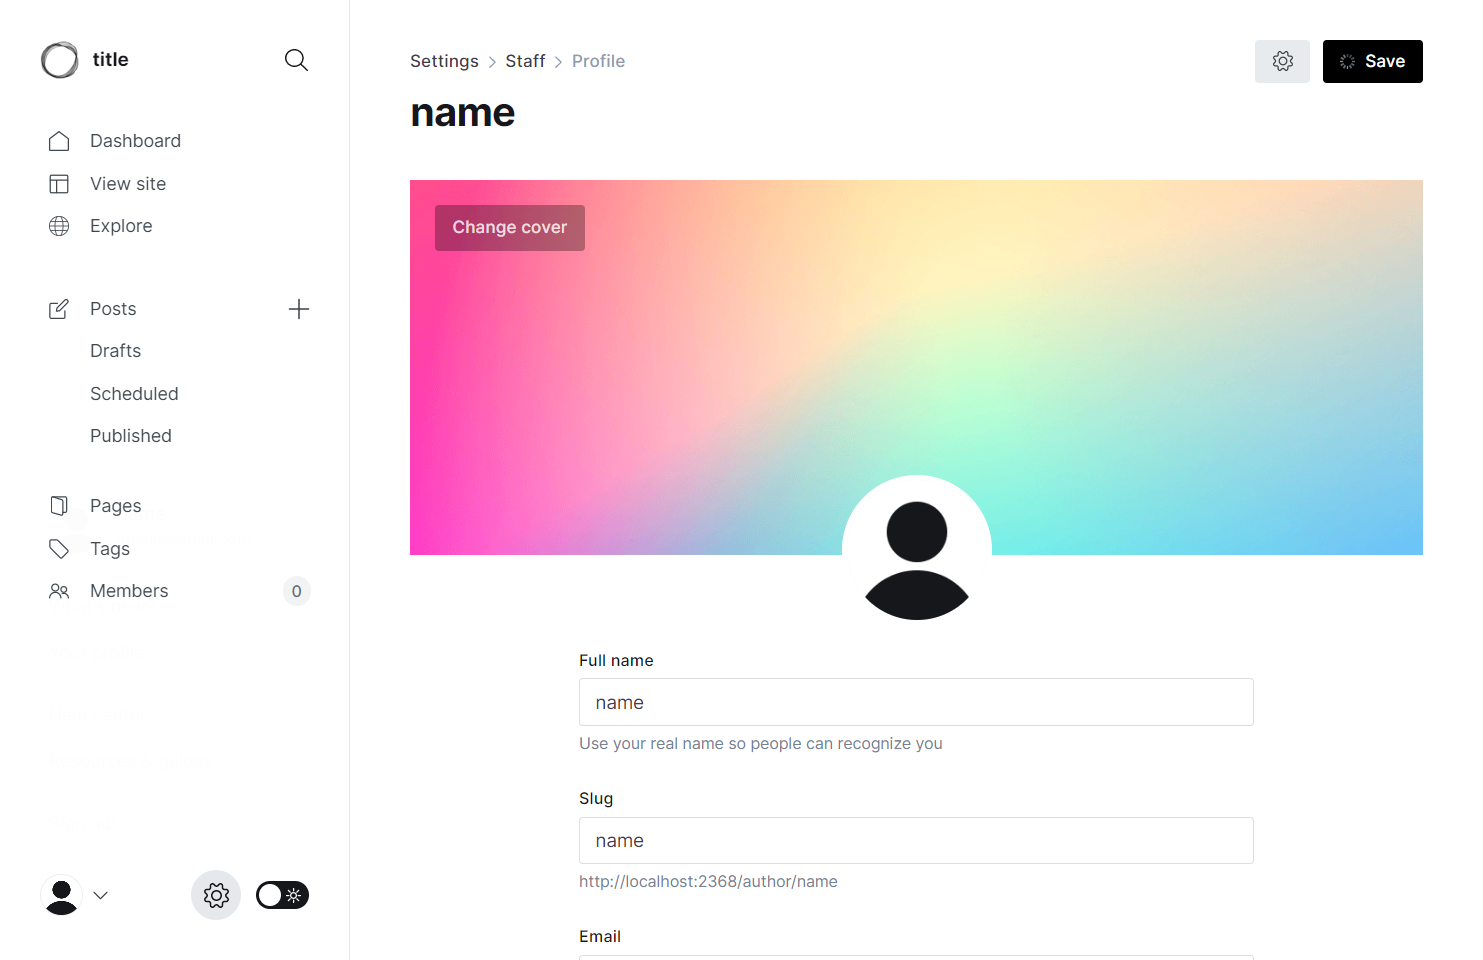 title
Dashboard
View site
Explore
Posts
Drafts
Scheduled
Published
Pages
Tags
Members
0
Settings
Staff
Profile
Save
name
Change cover
Full name
name
Use your real name so people can recognize you
Slug
name
http://localhost:2368/author/name
Email